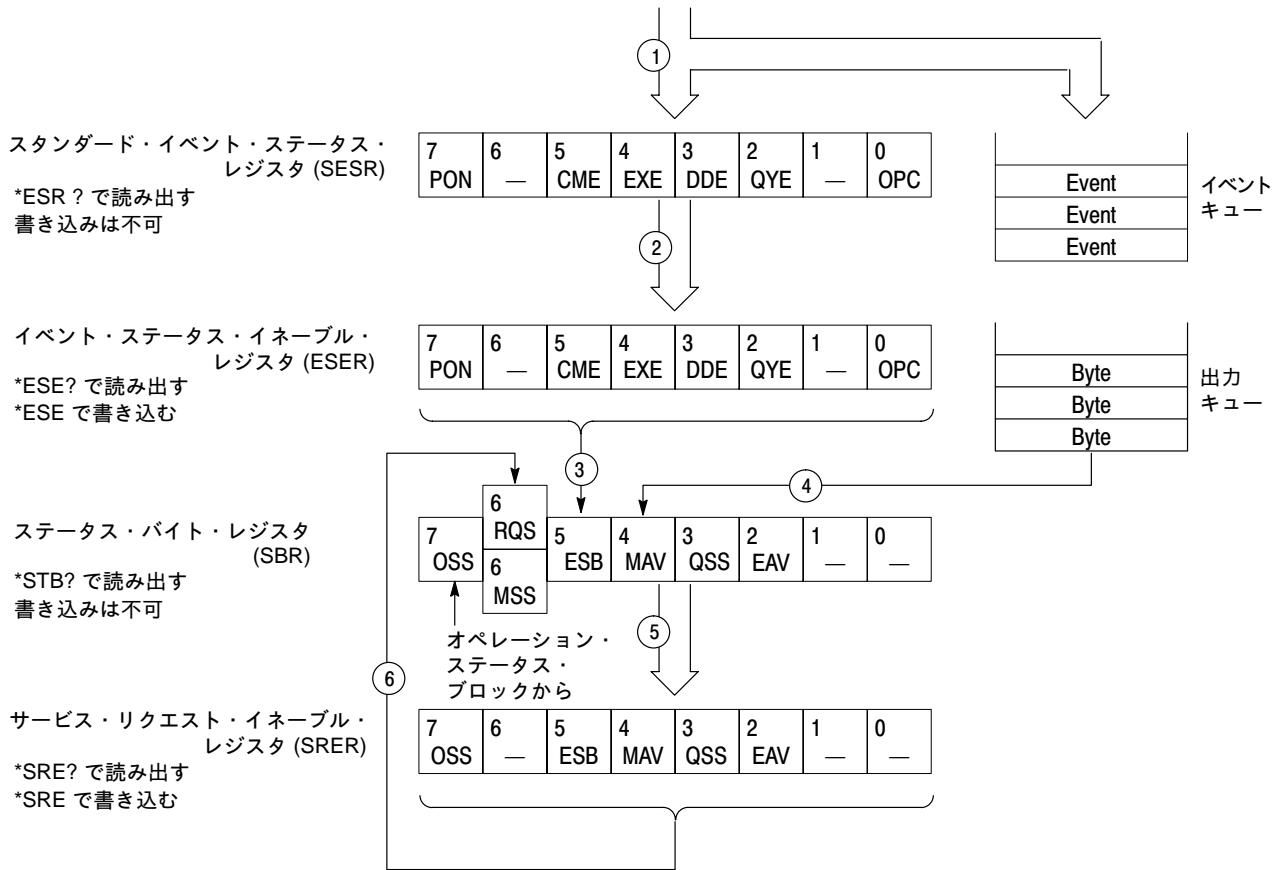 1
スタンダード・イベント・ステータス・
レジスタ (SESR)
*ESR ? で読み出す
書き込みは不可
7 6 5 4 3 2 1 0
PON — CME EXE DDE QYE — OPC
Event
Event
Event
イベント
キュー
2
イベント・ステータス・イネーブル・
レジスタ (ESER)
*ESE? で読み出す
*ESE で書き込む
7 6 5 4 3 2 1 0
PON — CME EXE DDE QYE — OPC
Byte
Byte
Byte
出力
キュー
3
4
ステータス・バイト・レジスタ
(SBR)
*STB? で読み出す
書き込みは不可
6
RQS
7 5 4 3 2 1 0
OSS ESB MAV QSS EAV — —
6
MSS
オペレーション・
ステータス・
ブロックから
5
6
サービス・リクエスト・イネーブル・
レジスタ (SRER)
*SRE? で読み出す
*SRE で書き込む
7 6 5 4 3 2 1 0
OSS — ESB MAV QSS EAV — —